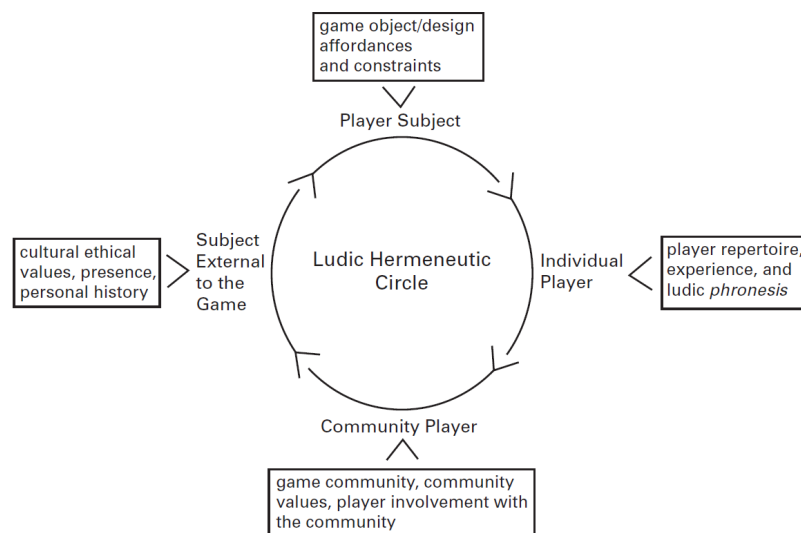 game object/design
affordances
and constraints
Player Subject
cultural ethical
values, presence,
personal history
Subject
External
to the
Game
Ludic Hermeneutic
Circle
Individual
Player
player repertoire,
experience, and
ludic phronesis
Community Player
game community, community
values, player involvement with
the community